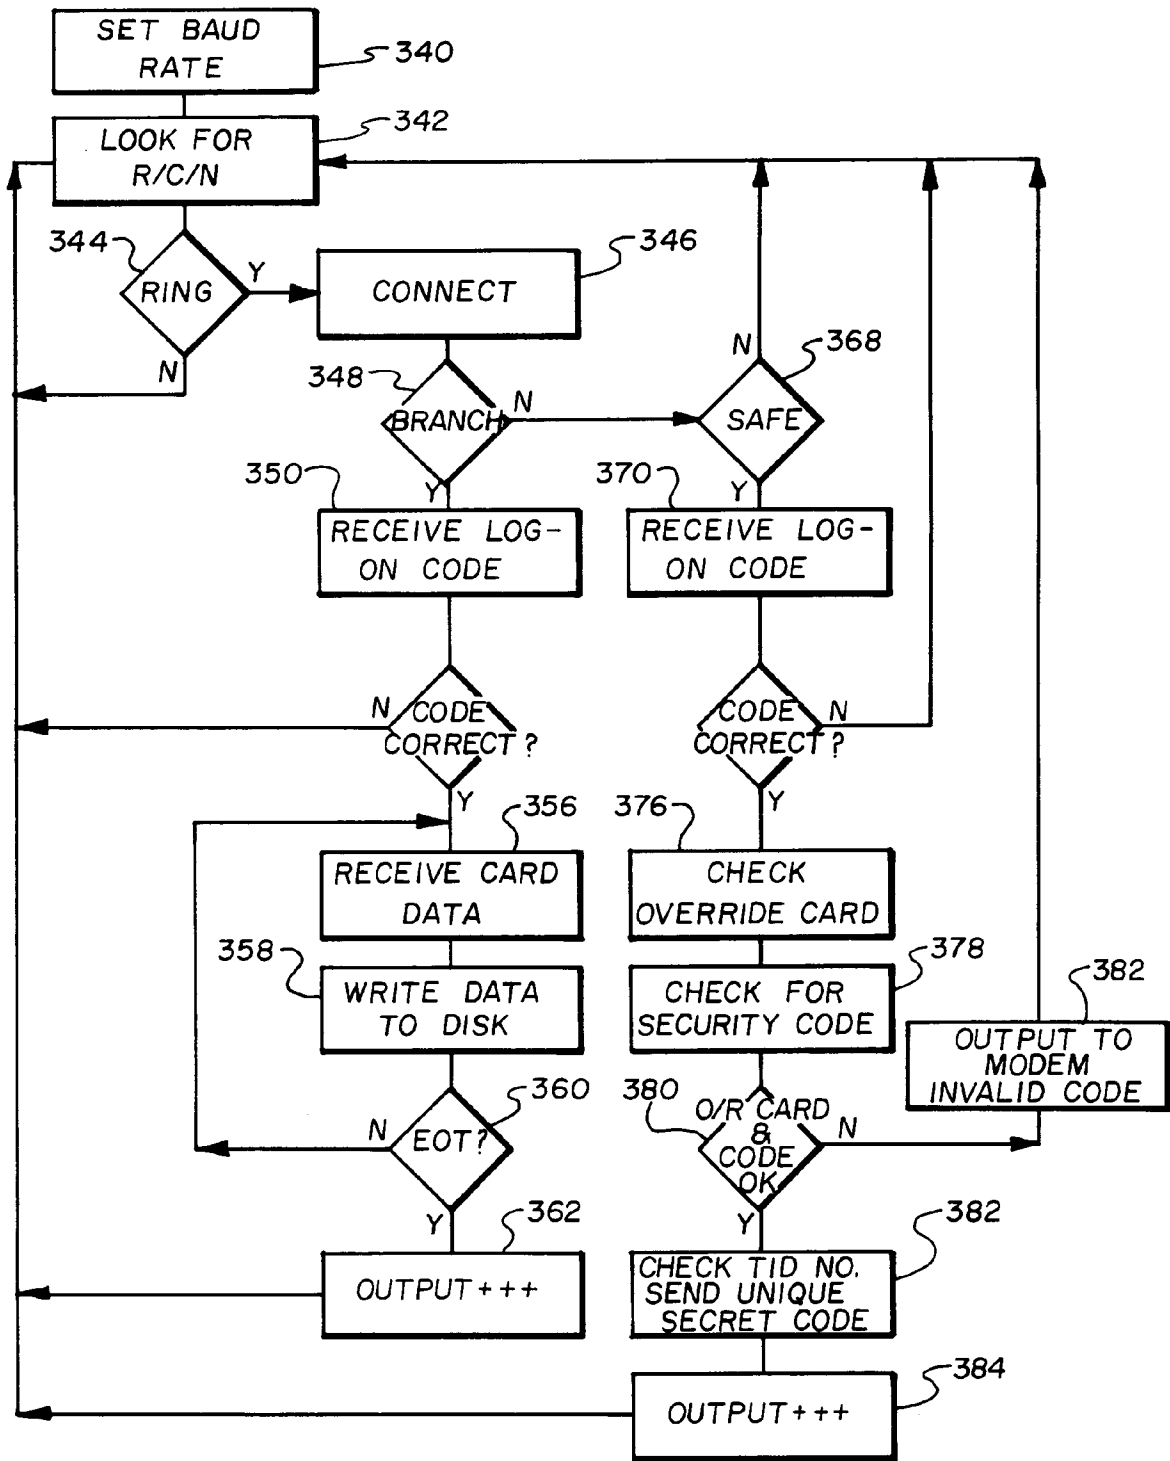 SET BAUD
RATE
340
LOOK FOR
R/C/N
342
344
RING
Y
N
CONNECT
346
348
BRANCH
N
Y
N
368
SAFE
Y
350
RECEIVE LOG-
ON CODE
370
RECEIVE LOG-
ON CODE
N
CODE
CORRECT?
Y
CODE
CORRECT?
N
Y
356
RECEIVE CARD
DATA
376
CHECK
OVERRIDE CARD
358
WRITE DATA
TO DISK
378
CHECK FOR
SECURITY CODE
382
OUTPUT TO
MODEM
INVALID CODE
360
N
EOT?
Y
380
O/R CARD
&
CODE
OK
N
Y
362
OUTPUT+++
382
CHECK TID NO.
SEND UNIQUE
SECRET CODE
384
OUTPUT+++